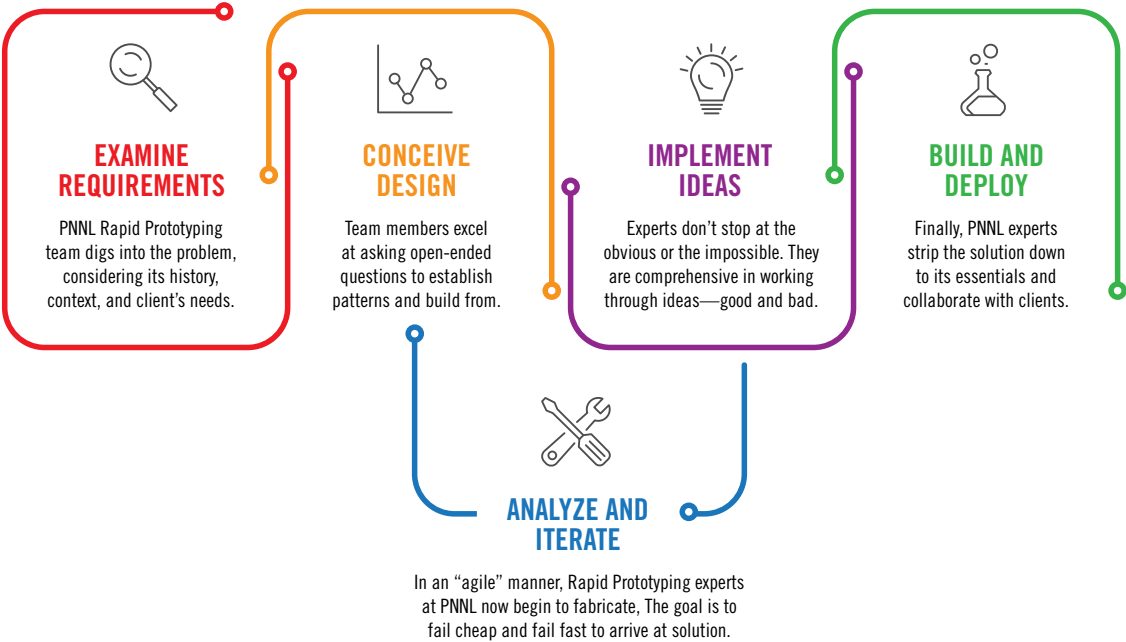 EXAMINE
REQUIREMENTS
PNNL Rapid Prototyping
team digs into the problem,
considering its history,
context, and client’s needs.
CONCEIVE
DESIGN
Team members excel
at asking open-ended
questions to establish
patterns and build from.
IMPLEMENT
IDEAS
Experts don’t stop at the
obvious or the impossible. They
are comprehensive in working
through ideas—good and bad.
BUILD AND
DEPLOY
Finally, PNNL experts
strip the solution down
to its essentials and
collaborate with clients.
ANALYZE AND
ITERATE
In an “agile” manner, Rapid Prototyping experts
at PNNL now begin to fabricate, The goal is to
fail cheap and fail fast to arrive at solution.